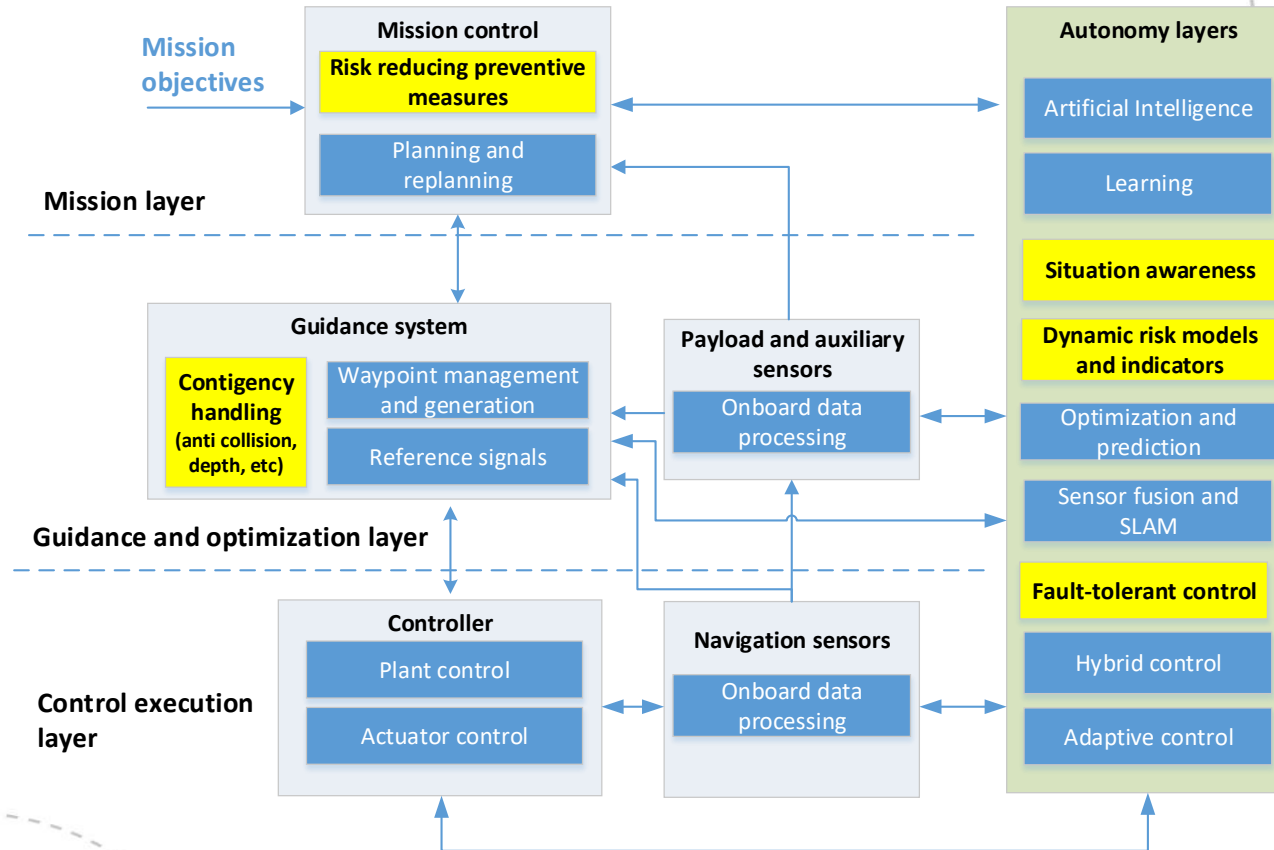 Mission
objectives
Mission control
Risk reducing preventive
measures
Planning and
replanning
Mission layer
Guidance system
Contigency
handling
(anti collision,
depth, etc)
Waypoint management
and generation
Reference signals
Payload and auxiliary
sensors
Onboard data
processing
Guidance and optimization layer
Controller
Plant control
Actuator control
Navigation sensors
Onboard data
processing
Control execution
layer
Autonomy layers
Artificial Intelligence
Learning
Situation awareness
Dynamic risk models
and indicators
Optimization and
prediction
Sensor fusion and
SLAM
Fault-tolerant control
Hybrid control
Adaptive control